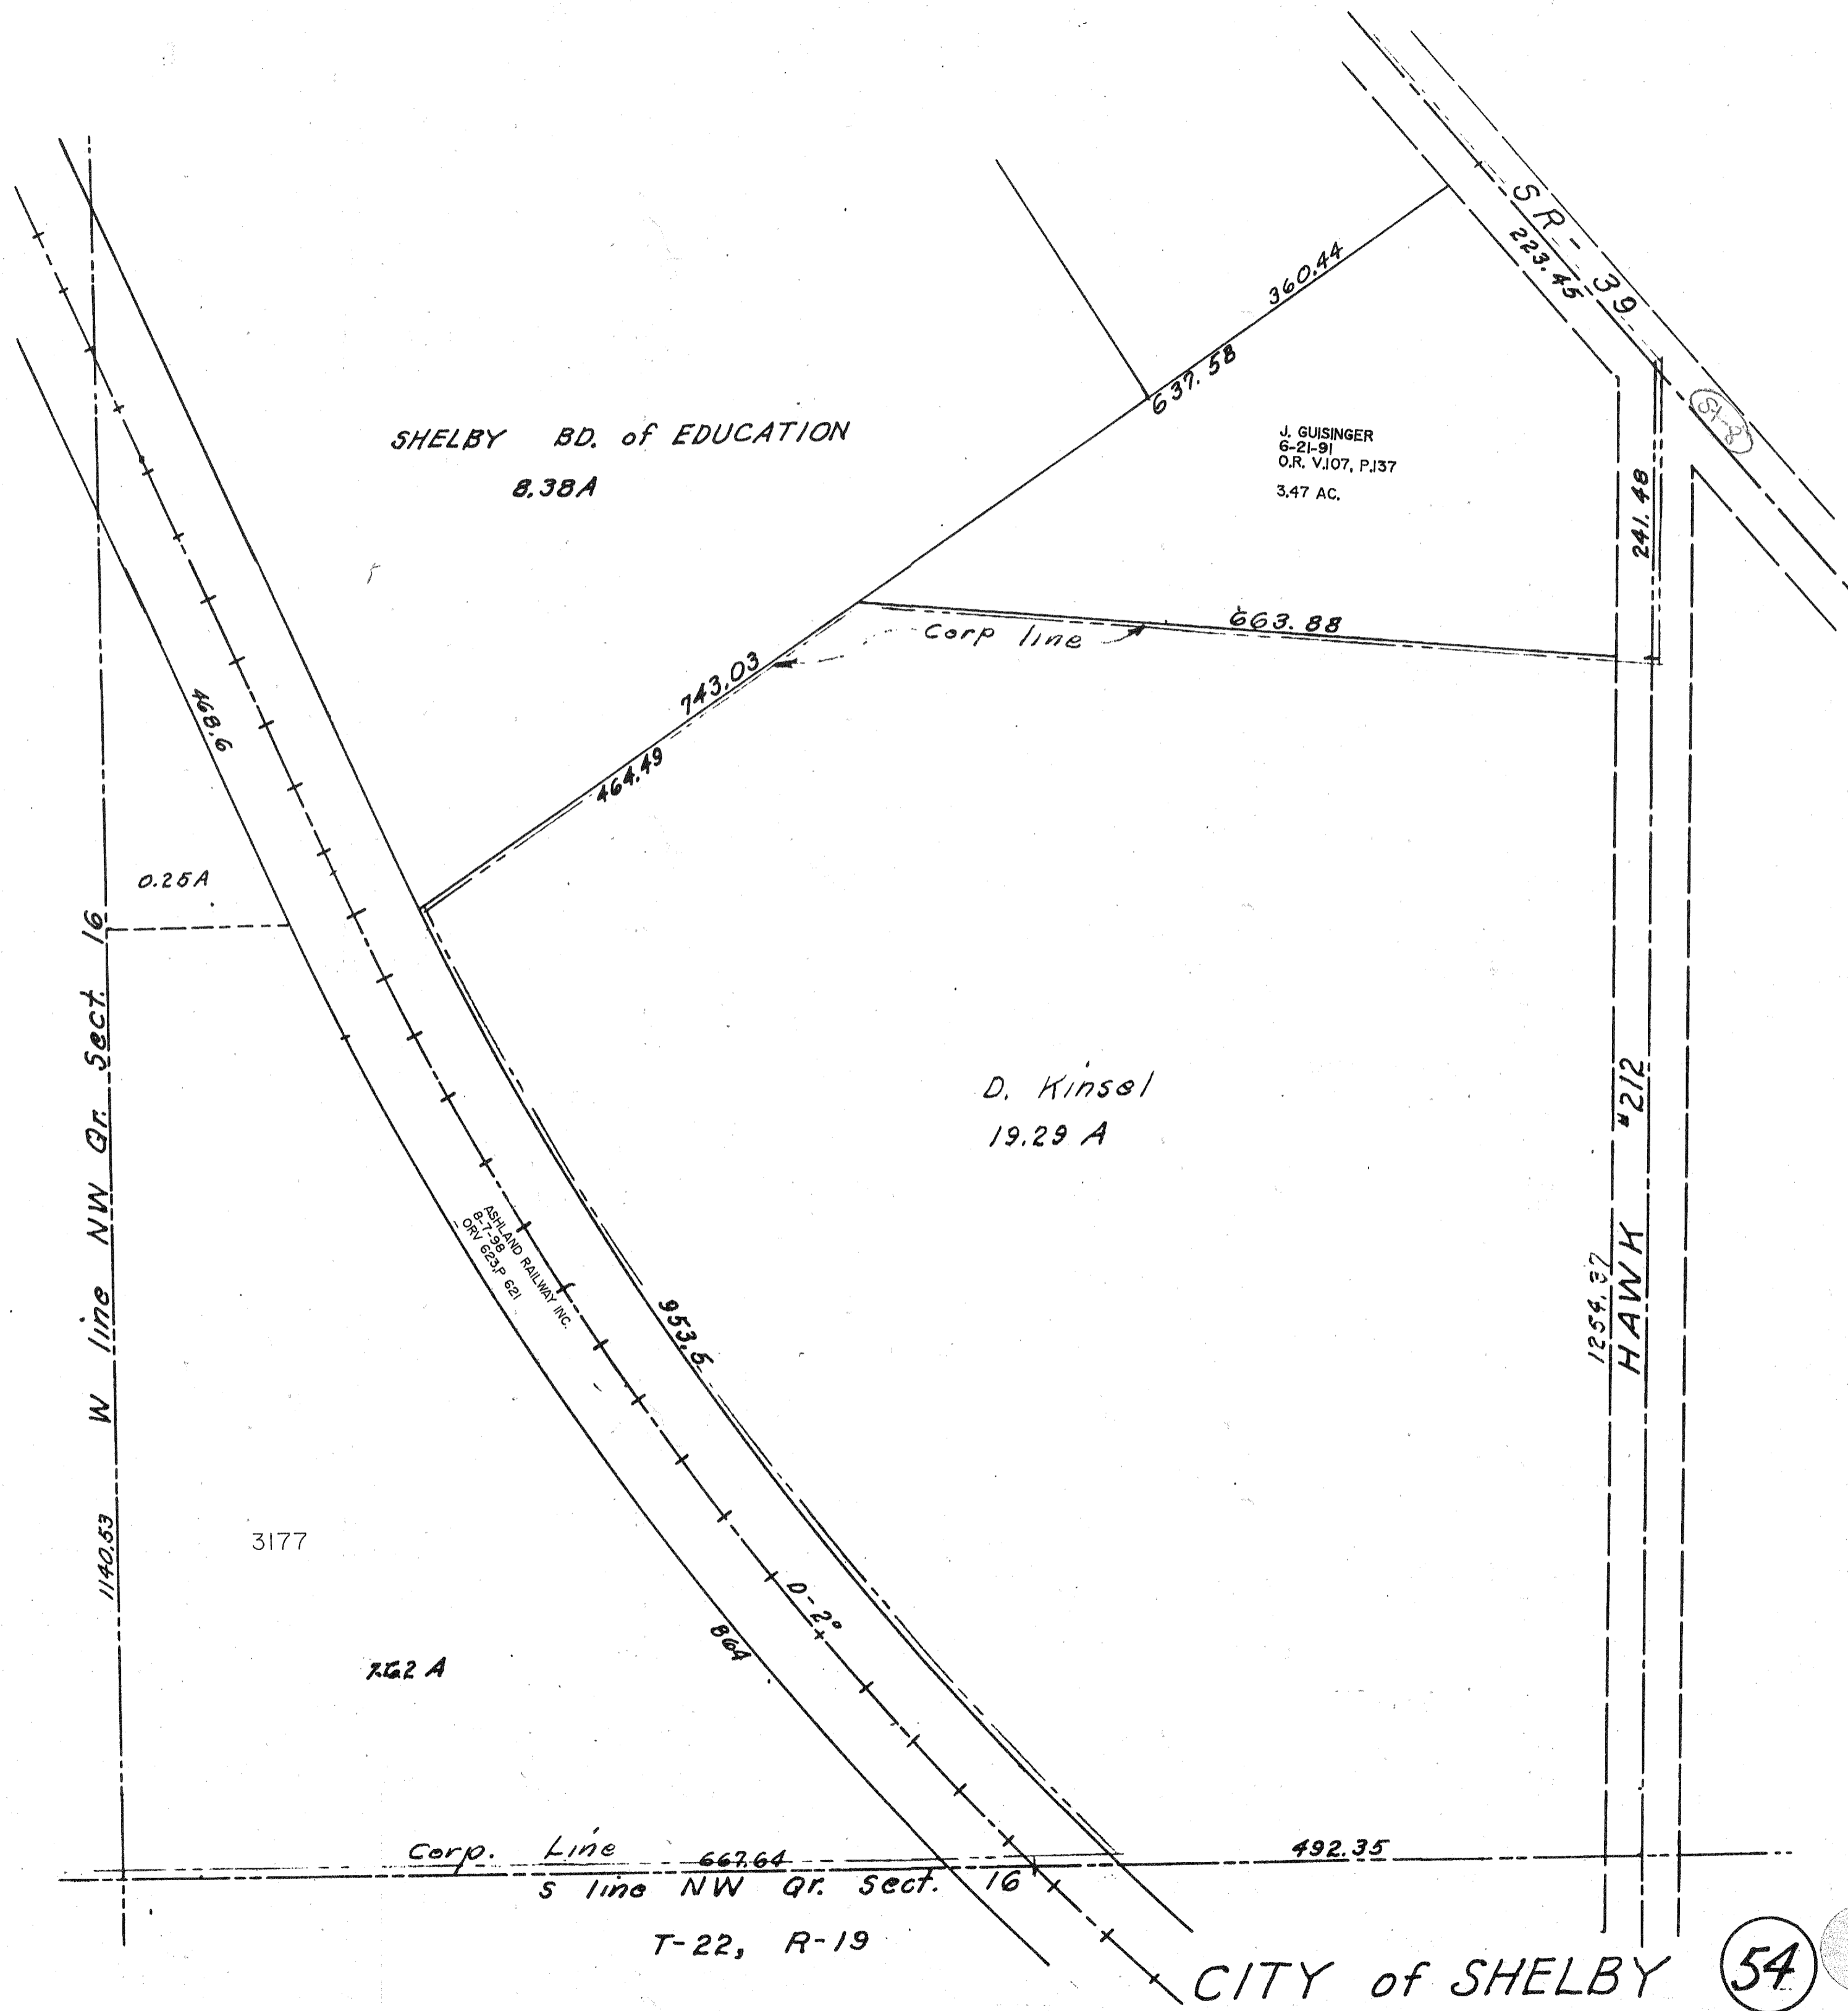 SR-39
223.45
360.44
637.58
SHELBY BD. of EDUCATION
8.38A
J. GUISINGER
6-21-91
O.R. V.107, P.137
3.47 AC.
241.48
663.88
Corp line
743.03
464.49
468.6
0.25A
W line NW Qr. Sect. 16
D. Kinsel
19.29 A
HAWK #212
ASHLAND RAILWAY INC.
8-7-98
ORV 623,P 621
953.5
1140.53
3177
D-2°
864
Corp. Line
667.64
492.35
S line NW Qr. Sect. 16
T-22, R-19
CITY of SHELBY
54